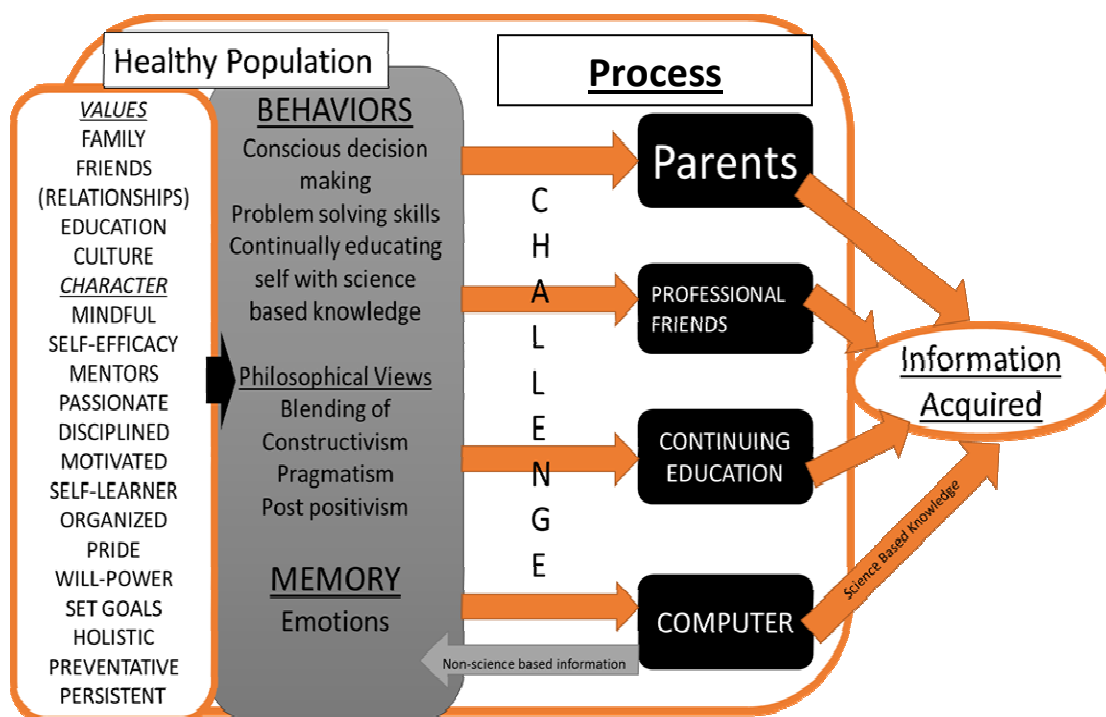 Healthy Population
Process
VALUES
FAMILY
FRIENDS
(RELATIONSHIPS)
EDUCATION
CULTURE
CHARACTER
MINDFUL
SELF-EFFICACY
MENTORS
PASSIONATE
DISCIPLINED
MOTIVATED
SELF-LEARNER
ORGANIZED
PRIDE
WILL-POWER
SET GOALS
HOLISTIC
PREVENTATIVE
PERSISTENT
BEHAVIORS
Conscious decision
making
Problem solving skills
Continually educating
self with science
based knowledge
Philosophical Views
Blending of
Constructivism
Pragmatism
Post positivism
MEMORY
Emotions
C
H
A
L
L
E
N
G
E
Parents
PROFESSIONAL
FRIENDS
CONTINUING
EDUCATION
COMPUTER
Non-science based information
Science Based Knowledge
Information
Acquired